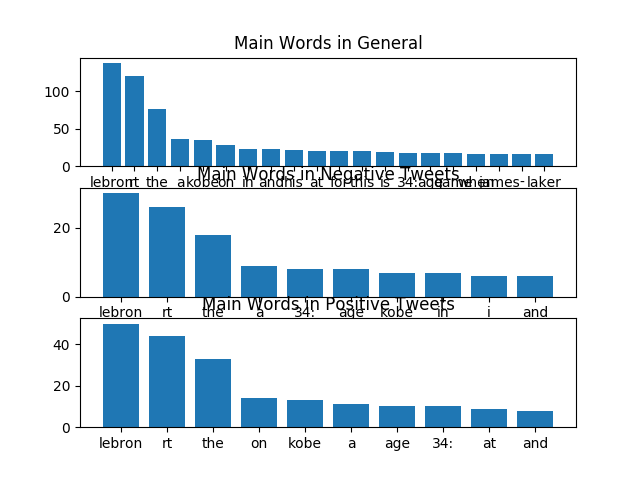 Main Words in General
100
50
0
lebron rt the a kobe on in and his at for this is 34: age game when james - laker
Main Words in Negative Tweets
20
0
lebron rt the a 34: age kobe in i and
Main Words in Positive Tweets
40
20
0
lebron rt the on kobe a age 34: at and